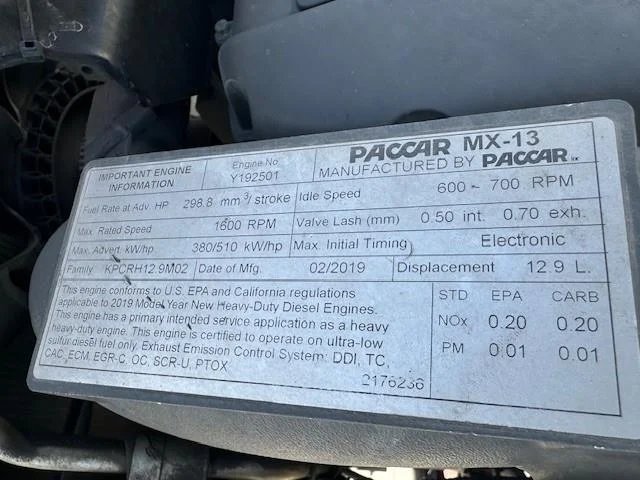 IMPORTANT ENGINE INFORMATION
Engine No. Y192501
PACCAR MX-13
MANUFACTURED BY PACCAR
Fuel Rate at Adv. HP 298.8 mm³/stroke Idle Speed 600 ~ 700 RPM
Max. Rated Speed 1600 RPM Valve Lash (mm) 0.50 int. 0.70 exh.
Max. Advert. kW/hp 380/510 kW/hp Max. Initial Timing Electronic
Family KPCRH12.9M02 Date of Mfg. 02/2019 Displacement 12.9 L.
This engine conforms to U.S. EPA and California regulations
applicable to 2019 Model Year New Heavy-Duty Diesel Engines.
This engine has a primary intended service application as a heavy
heavy-duty engine. This engine is certified to operate on ultra-low
sulfur diesel fuel only. Exhaust Emission Control System: DDI, TC,
CAC, ECM, EGR-C, OC, SCR-U, PTOX
2176236
STD EPA CARB
NOx 0.20 0.20
PM 0.01 0.01